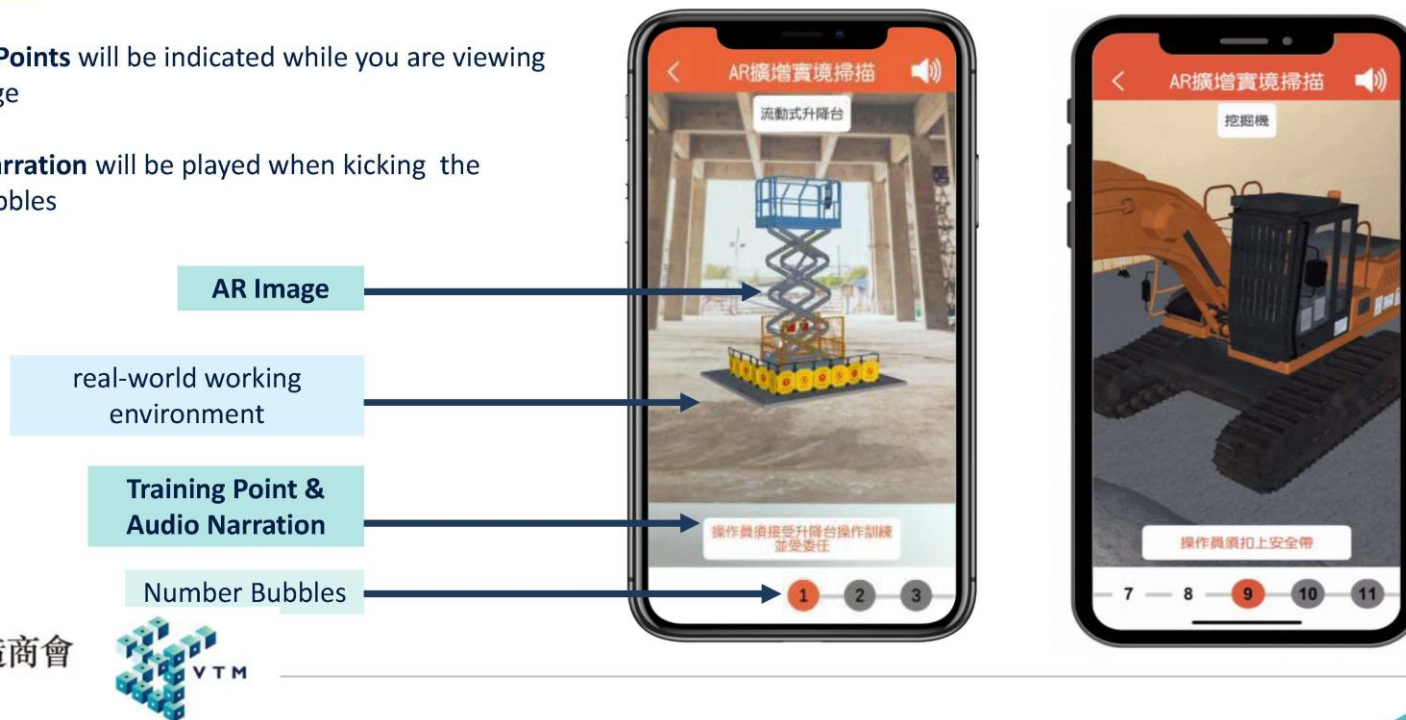 Points will be indicated while you are viewing
ge
rration will be played when kicking the
bbles
AR Image
real-world working
environment
Training Point &
Audio Narration
Number Bubbles
AR擴增實境掃描
流動式升降台
操作員須接受升降台操作訓練
並受委任
1 2 3
AR擴增實境掃描
挖掘機
操作員須扣上安全帶
7 8 9 10 11
商會
VTM